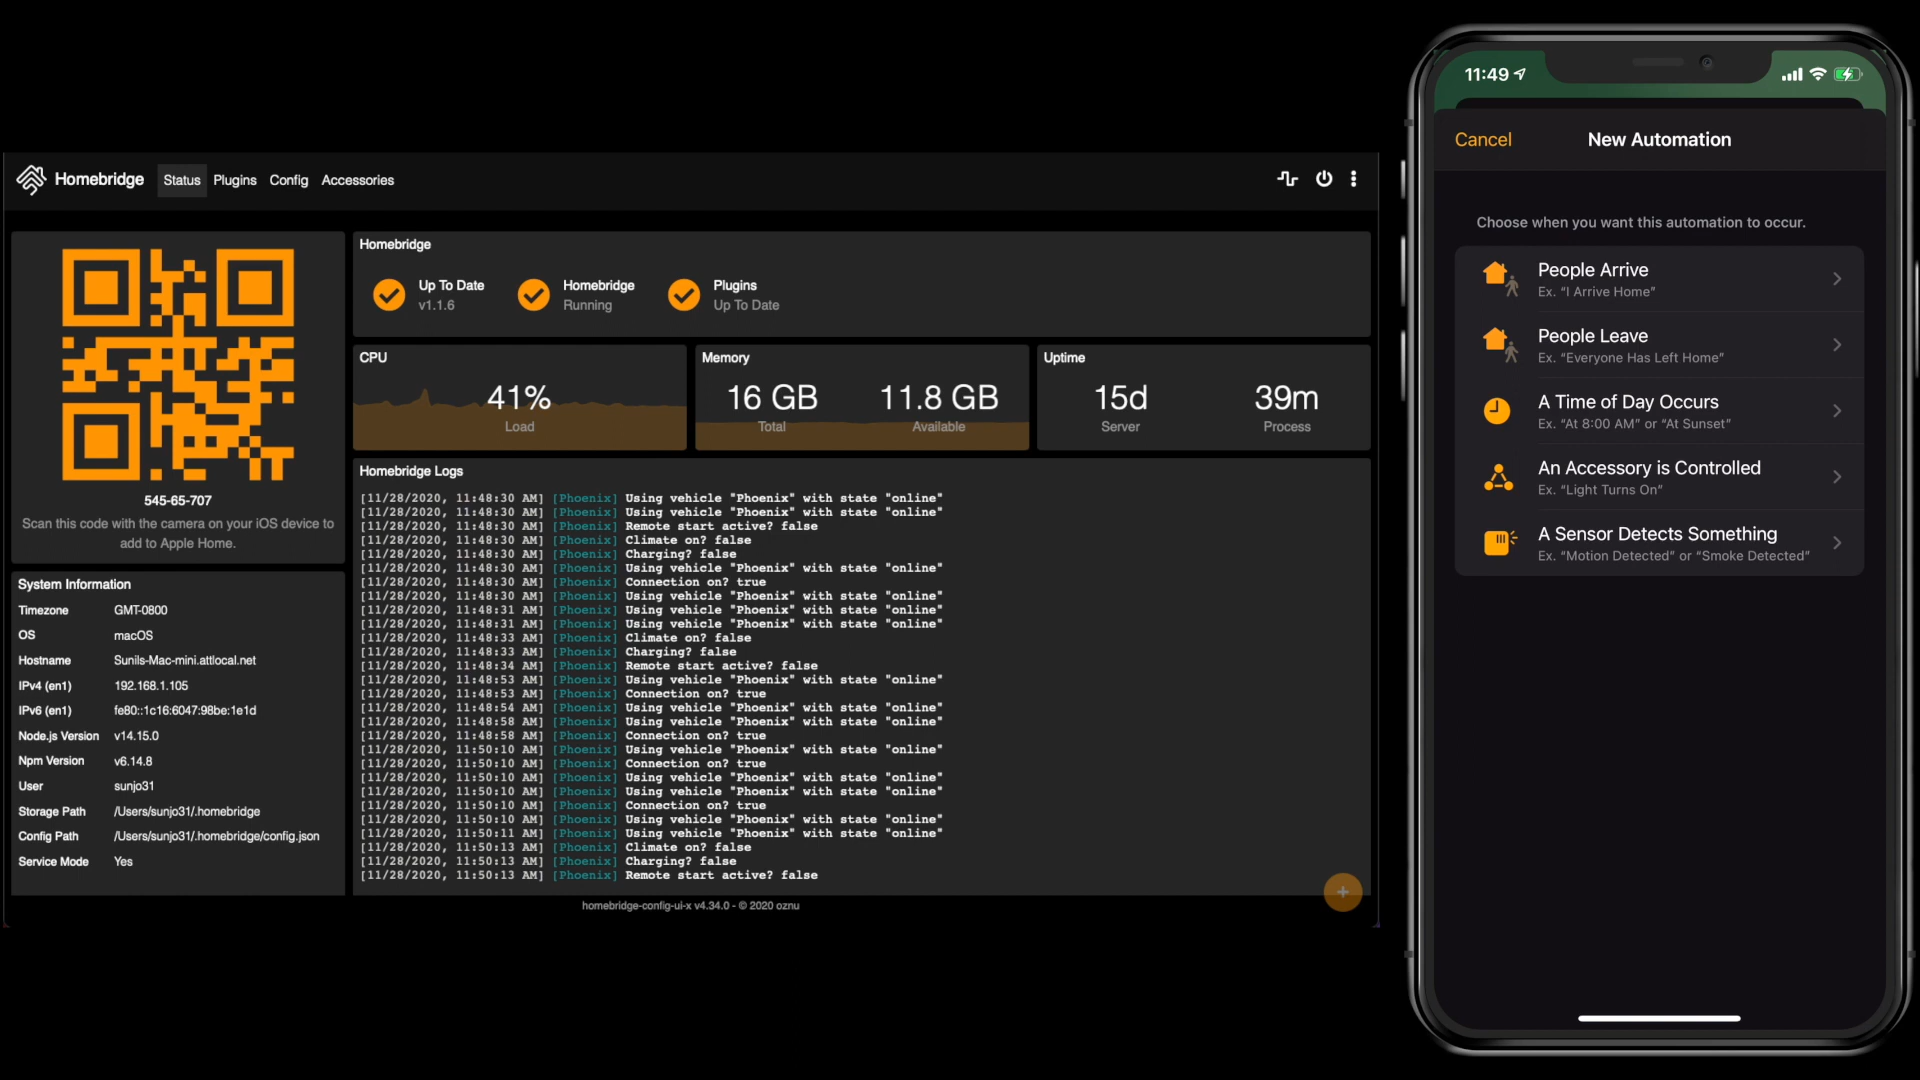 Homebridge Status Plugins Config Accessories
545-65-707
Scan this code with the camera on your iOS device to
add to Apple Home.
System Information
Timezone GMT-0800
OS macOS
Hostname Sunils-Mac-mini.attlocal.net
IPv4 (en1) 192.168.1.105
IPv6 (en1) fe80::1c16:6047:98be:1e1d
Node.js Version v14.15.0
Npm Version v6.14.8
User sunjo31
Storage Path /Users/sunjo31/.homebridge
Config Path /Users/sunjo31/.homebridge/config.json
Service Mode Yes
Homebridge
Up To Date
v1.1.6
Homebridge
Running
Plugins
Up To Date
CPU
41%
Load
Memory
16 GB
Total
11.8 GB
Available
Uptime
15d
Server
39m
Process
Homebridge Logs
[11/28/2020, 11:48:30 AM] [Phoenix] Using vehicle "Phoenix" with state "online"
[11/28/2020, 11:48:30 AM] [Phoenix] Using vehicle "Phoenix" with state "online"
[11/28/2020, 11:48:30 AM] [Phoenix] Remote start active? false
[11/28/2020, 11:48:30 AM] [Phoenix] Climate on? false
[11/28/2020, 11:48:30 AM] [Phoenix] Charging? false
[11/28/2020, 11:48:30 AM] [Phoenix] Using vehicle "Phoenix" with state "online"
[11/28/2020, 11:48:30 AM] [Phoenix] Connection on? true
[11/28/2020, 11:48:30 AM] [Phoenix] Using vehicle "Phoenix" with state "online"
[11/28/2020, 11:48:31 AM] [Phoenix] Using vehicle "Phoenix" with state "online"
[11/28/2020, 11:48:31 AM] [Phoenix] Using vehicle "Phoenix" with state "online"
[11/28/2020, 11:48:33 AM] [Phoenix] Climate on? false
[11/28/2020, 11:48:33 AM] [Phoenix] Charging? false
[11/28/2020, 11:48:34 AM] [Phoenix] Remote start active? false
[11/28/2020, 11:48:53 AM] [Phoenix] Using vehicle "Phoenix" with state "online"
[11/28/2020, 11:48:53 AM] [Phoenix] Connection on? true
[11/28/2020, 11:48:54 AM] [Phoenix] Using vehicle "Phoenix" with state "online"
[11/28/2020, 11:48:58 AM] [Phoenix] Using vehicle "Phoenix" with state "online"
[11/28/2020, 11:48:58 AM] [Phoenix] Connection on? true
[11/28/2020, 11:50:10 AM] [Phoenix] Using vehicle "Phoenix" with state "online"
[11/28/2020, 11:50:10 AM] [Phoenix] Connection on? true
[11/28/2020, 11:50:10 AM] [Phoenix] Using vehicle "Phoenix" with state "online"
[11/28/2020, 11:50:10 AM] [Phoenix] Using vehicle "Phoenix" with state "online"
[11/28/2020, 11:50:10 AM] [Phoenix] Connection on? true
[11/28/2020, 11:50:10 AM] [Phoenix] Using vehicle "Phoenix" with state "online"
[11/28/2020, 11:50:11 AM] [Phoenix] Using vehicle "Phoenix" with state "online"
[11/28/2020, 11:50:13 AM] [Phoenix] Climate on? false
[11/28/2020, 11:50:13 AM] [Phoenix] Charging? false
[11/28/2020, 11:50:13 AM] [Phoenix] Remote start active? false
homebridge-config-ui-x v4.34.0 - © 2020 oznu
11:49
Cancel New Automation
Choose when you want this automation to occur.
People Arrive
Ex. “I Arrive Home”
People Leave
Ex. “Everyone Has Left Home”
A Time of Day Occurs
Ex. “At 8:00 AM” or “At Sunset”
An Accessory is Controlled
Ex. “Light Turns On”
A Sensor Detects Something
Ex. “Motion Detected” or “Smoke Detected”